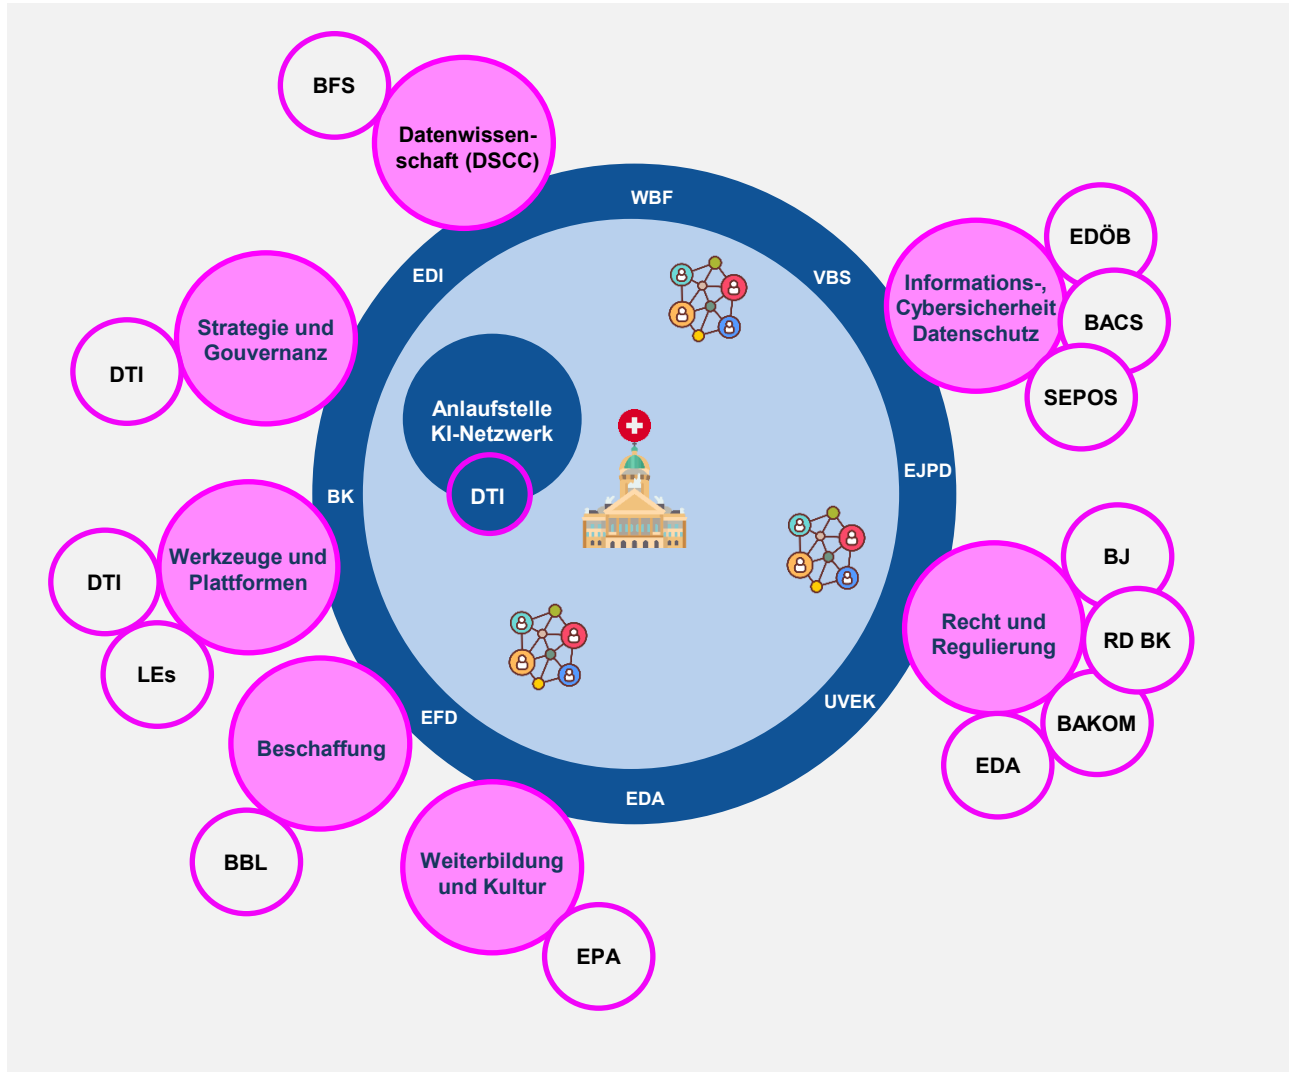 BFS
Datenwissen-
schaft (DSCC)
WBF
EDÖB
EDI
VBS
Informations-,
Cybersicherheit
Datenschutz
BACS
SEPOS
Strategie und
Gouvernanz
DTI
Anlaufstelle
KI-Netzwerk
DTI
BK
EJPD
Werkzeuge und
Plattformen
DTI
LEs
BJ
Recht und
Regulierung
RD BK
BAKOM
EDA
UVEK
EFD
Beschaffung
BBL
EDA
Weiterbildung
und Kultur
EPA